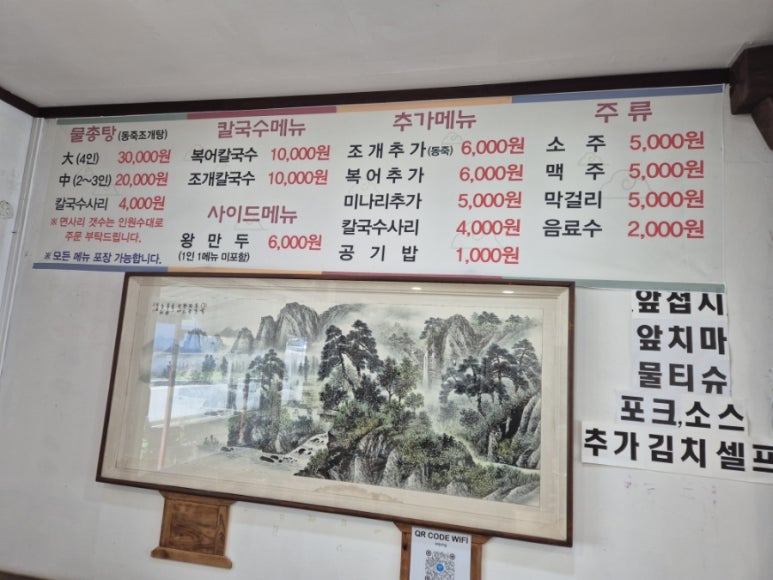 물총탕 (동죽조개탕)
大 (4인) 30,000원
中 (2~3인) 20,000원
칼국수사리 4,000원
※ 면사리 갯수는 인원수대로
주문 부탁드립니다.
※ 모든 메뉴 포장 가능합니다.
칼국수메뉴
복어칼국수 10,000원
조개칼국수 10,000원
사이드메뉴
왕만두 6,000원
(1인 1메뉴 미포함)
추가메뉴
조개추가(동죽) 6,000원
복어추가 6,000원
미나리추가 5,000원
칼국수사리 4,000원
공기밥 1,000원
주류
소주 5,000원
맥주 5,000원
막걸리 5,000원
음료수 2,000원
앞섭시
앞치마
물티슈
포크,소스
추가김치셀프
QR CODE WiFi